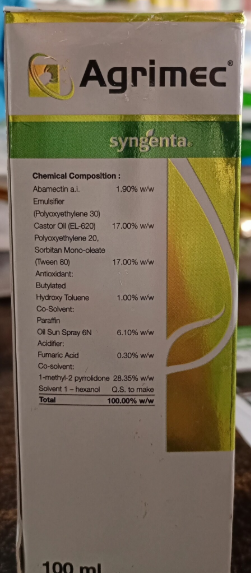 Agrimec®
syngenta®
Chemical Composition :
Abamectin a.i. 1.90% w/w
Emulsifier
(Polyoxyethylene 30)
Castor Oil (EL-620) 17.00% w/w
Polyoxyethylene 20,
Sorbitan Mono-oleate
(Tween 80) 17.00% w/w
Antioxidant:
Butylated
Hydroxy Toluene 1.00% w/w
Co-Solvent:
Paraffin
Oil Sun Spray 6N 6.10% w/w
Acidifier:
Fumaric Acid 0.30% w/w
Co-solvent:
1-methyl-2 pyrrolidone 28.35% w/w
Solvent 1 – hexanol Q.S. to make
Total 100.00% w/w
100 ml